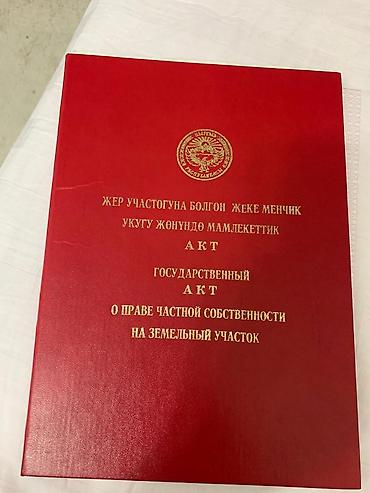 ЖЕР УЧАСТОГУНА БОЛГОН ЖЕКЕ МЕНЧИК
УКУГУ ЖӨНҮНДӨ МАМЛЕКЕТТИК
АКТ
ГОСУДАРСТВЕННЫЙ
АКТ
О ПРАВЕ ЧАСТНОЙ СОБСТВЕННОСТИ
НА ЗЕМЕЛЬНЫЙ УЧАСТОК